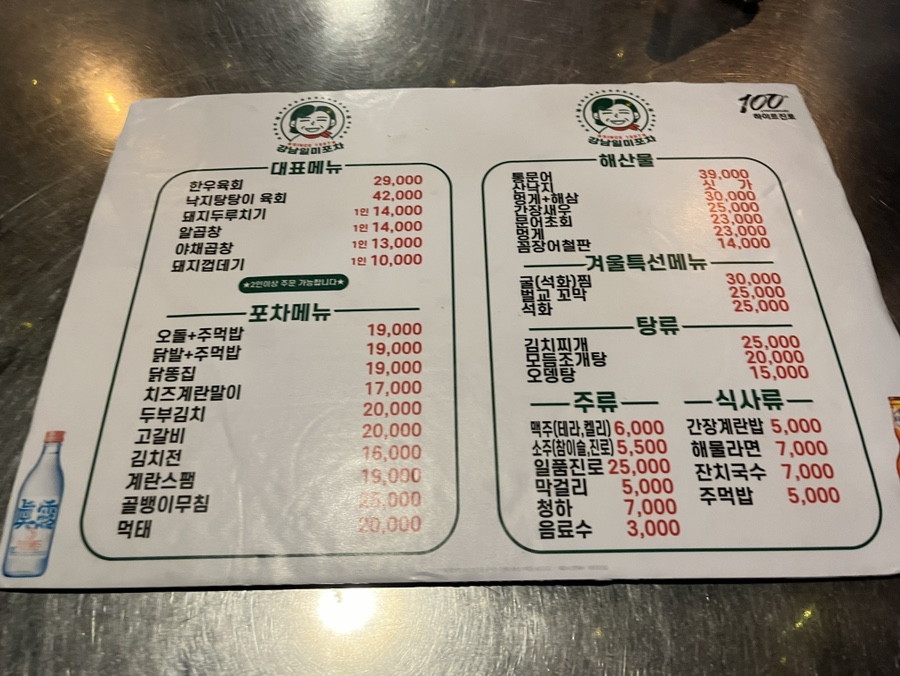 SINCE 1987
강남일미포차
대표메뉴
한우육회 29,000
낙지탕탕이 육회 42,000
돼지두루치기 1인 14,000
알곱창 1인 14,000
야채곱창 1인 13,000
돼지껍데기 1인 10,000
★2인이상 주문 가능합니다★
포차메뉴
오돌+주먹밥 19,000
닭발+주먹밥 19,000
닭똥집 19,000
치즈계란말이 17,000
두부김치 20,000
고갈비 20,000
김치전 16,000
계란스팸 19,000
골뱅이무침 25,000
먹태 20,000
강남일미포차
100
하이트진로
해산물
통문어 39,000
산낙지 싯 가
멍게+해삼 30,000
간장새우 25,000
문어초회 23,000
멍게 23,000
꼼장어철판 14,000
겨울특선메뉴
굴(석화)찜 30,000
벌교 꼬막 25,000
석화 25,000
탕류
김치찌개 25,000
모듬조개탕 20,000
오뎅탕 15,000
주류
맥주(테라,켈리) 6,000
소주(참이슬,진로) 5,500
일품진로 25,000
막걸리 5,000
청하 7,000
음료수 3,000
식사류
간장계란밥 5,000
해물라면 7,000
잔치국수 7,000
주먹밥 5,000